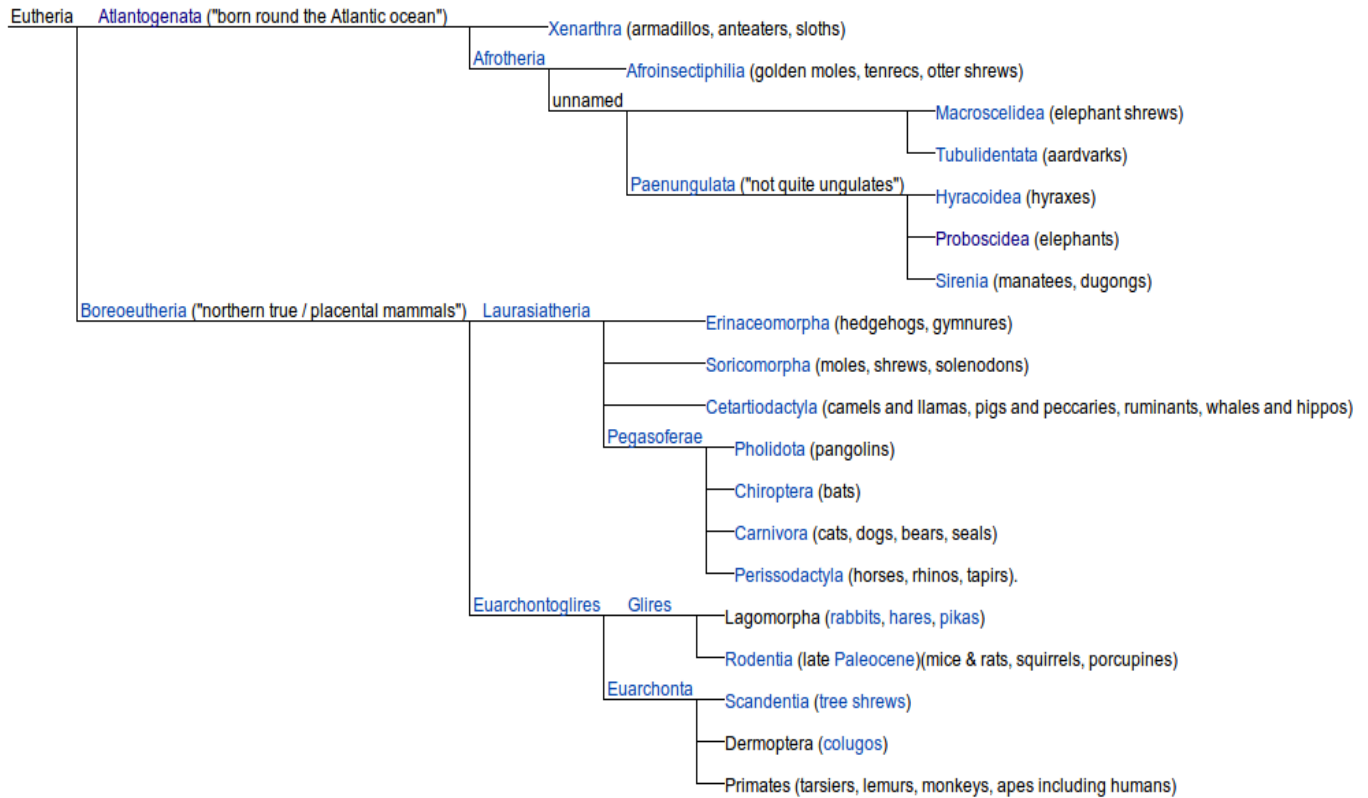 Eutheria Atlantogenata ("born round the Atlantic ocean")
Xenarthra (armadillos, anteaters, sloths)
Afrotheria
Afroinsectiphilia (golden moles, tenrecs, otter shrews)
unnamed
Macroscelidea (elephant shrews)
Tubulidentata (aardvarks)
Paenungulata ("not quite ungulates")
Hyracoidea (hyraxes)
Proboscidea (elephants)
Sirenia (manatees, dugongs)
Boreoeutheria ("northern true / placental mammals") Laurasiatheria
Erinaceomorpha (hedgehogs, gymnures)
Soricomorpha (moles, shrews, solenodons)
Cetartiodactyla (camels and llamas, pigs and peccaries, ruminants, whales and hippos)
Pegasoferae
Pholidota (pangolins)
Chiroptera (bats)
Carnivora (cats, dogs, bears, seals)
Perissodactyla (horses, rhinos, tapirs).
Euarchontoglires Glires
Lagomorpha (rabbits, hares, pikas)
Rodentia (late Paleocene)(mice & rats, squirrels, porcupines)
Euarchonta
Scandentia (tree shrews)
Dermoptera (colugos)
Primates (tarsiers, lemurs, monkeys, apes including humans)